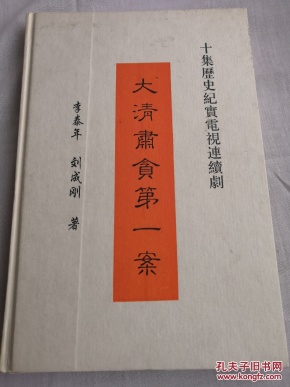 十集歷史紀實電視連續劇
大清肅貪第一案
李泰年 刘成刚 著
孔夫子旧书网